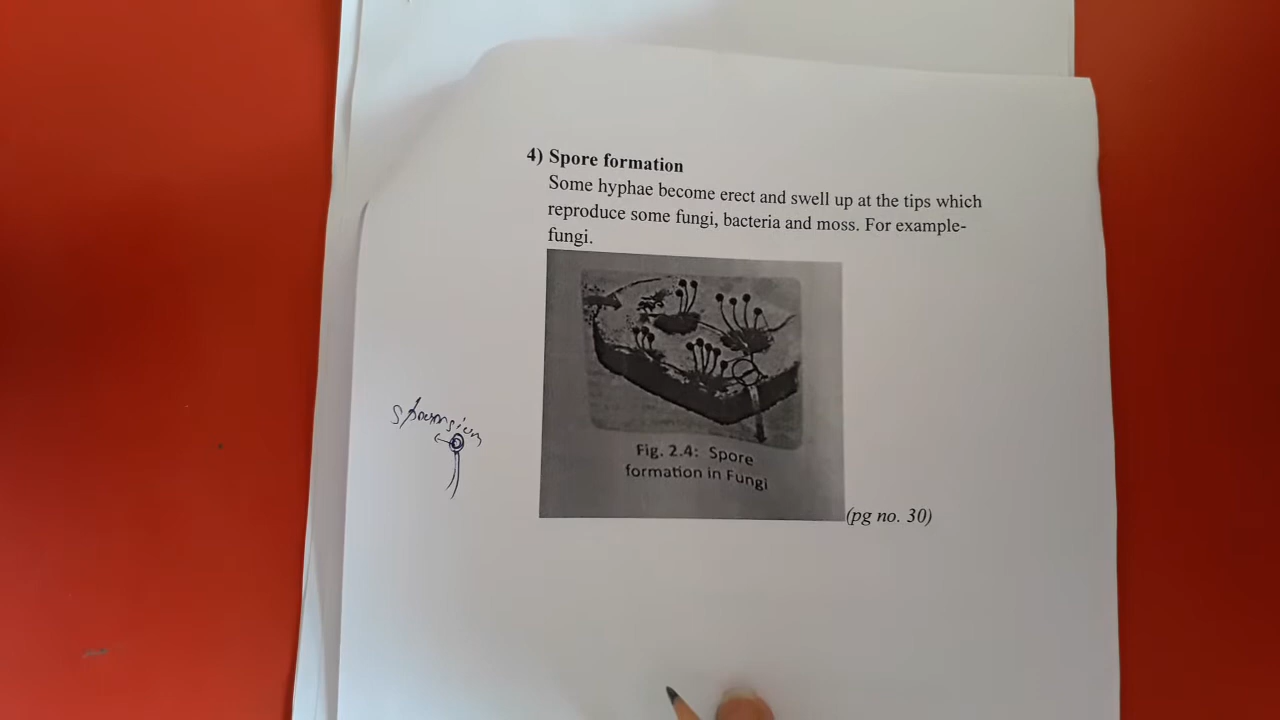 4) Spore formation
Some hyphae become erect and swell up at the tips which
reproduce some fungi, bacteria and moss. For example-
fungi.
Fig. 2.4: Spore
formation in Fungi
(pg no. 30)